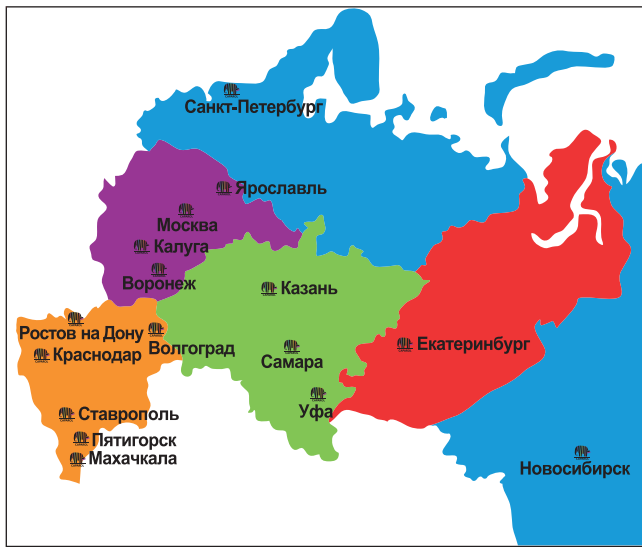 Санкт-Петербург
Ярославль
Москва
Калуга
Воронеж
Казань
Ростов на Дону
Волгоград
Краснодар
Самара
Екатеринбург
Уфа
Ставрополь
Пятигорск
Махачкала
Новосибирск